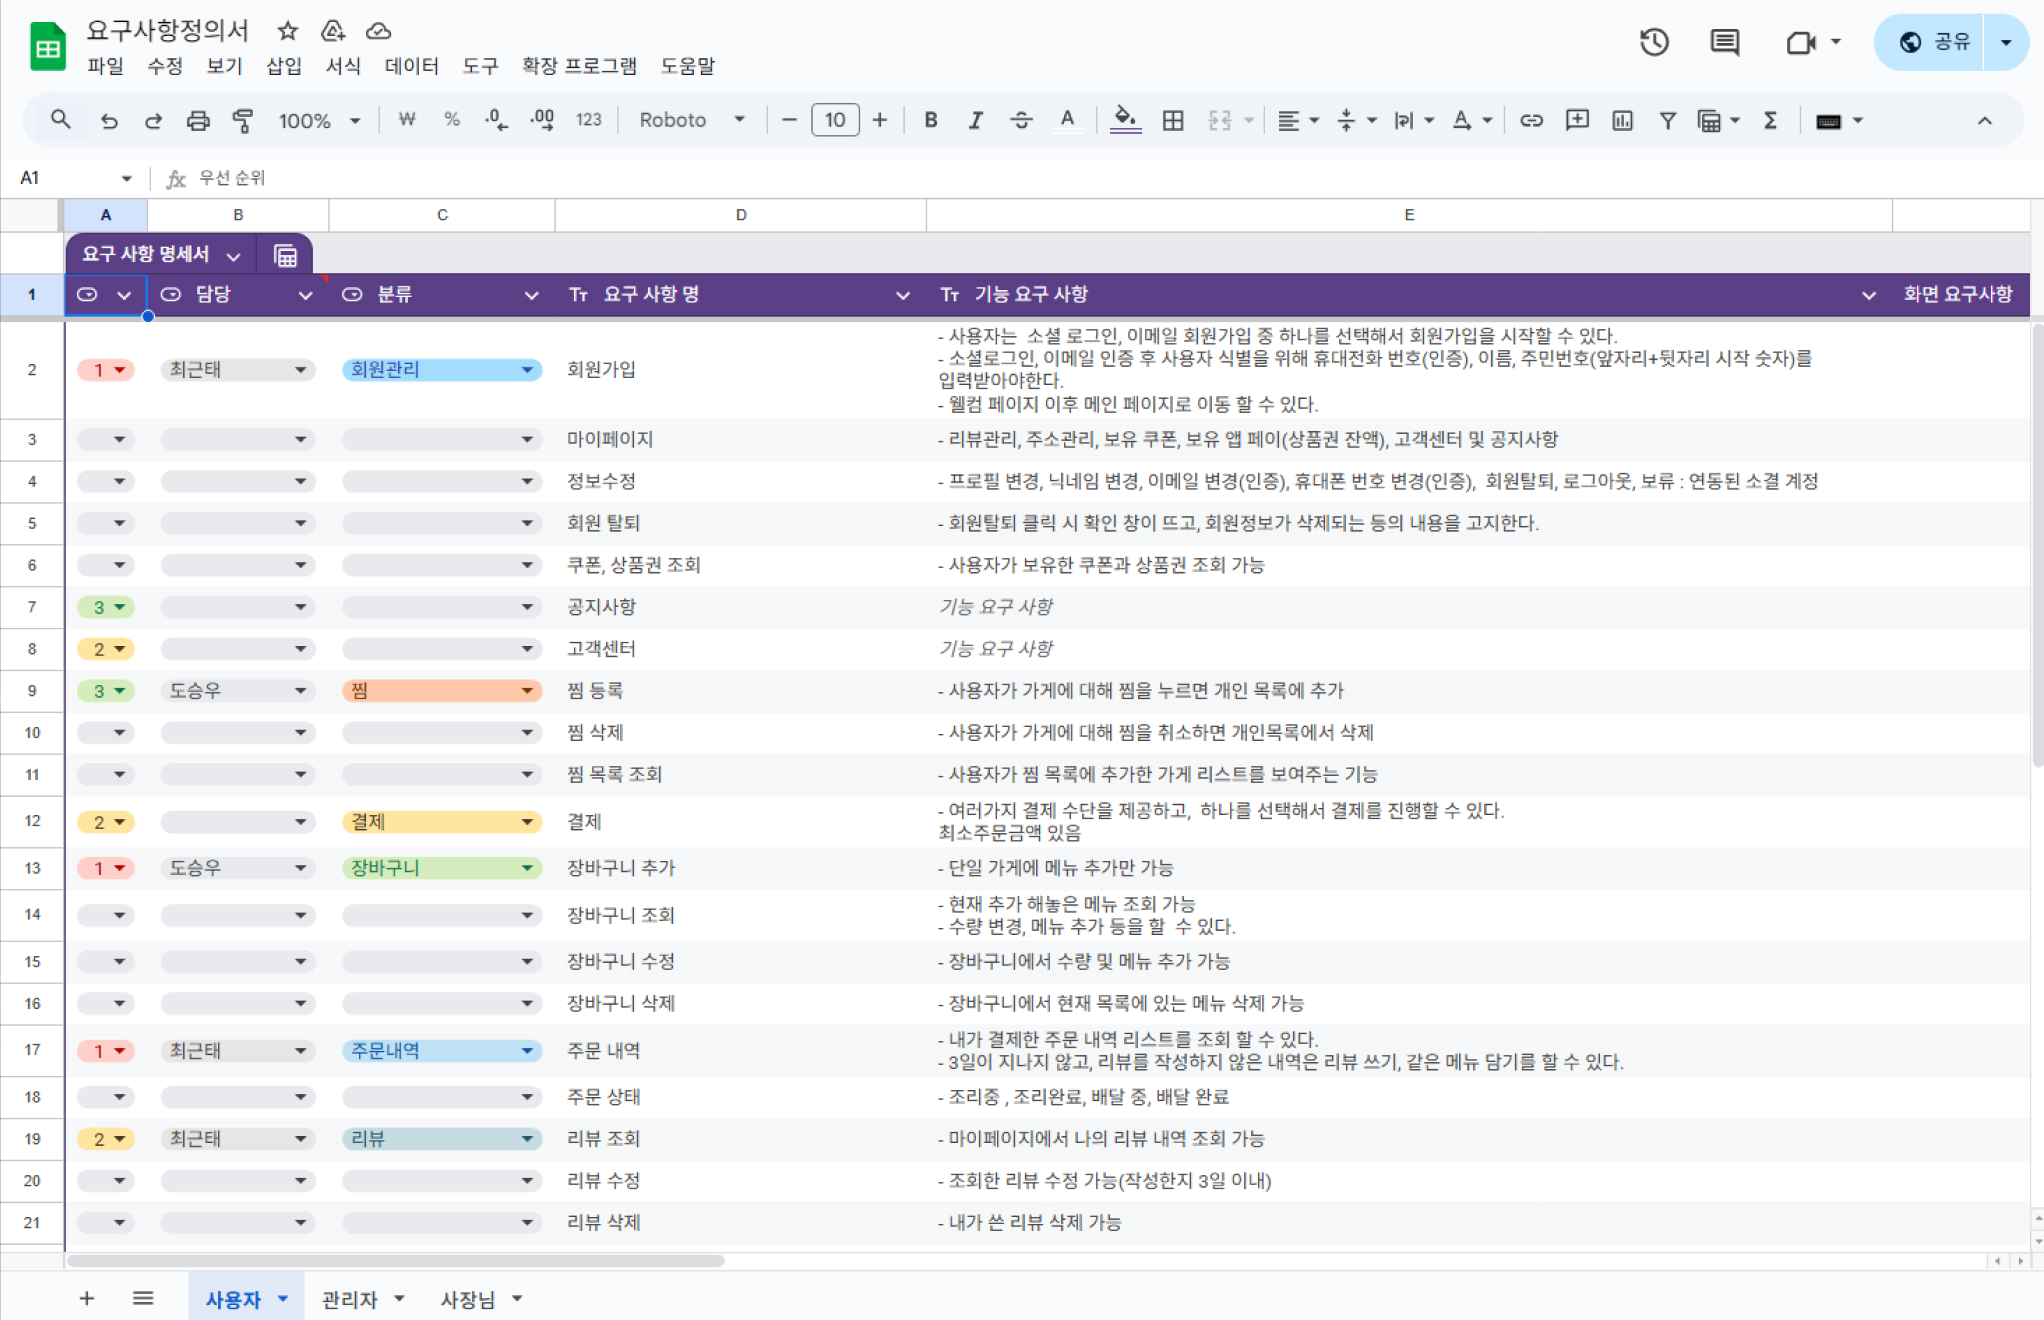 요구사항정의서
파일 수정 보기 삽입 서식 데이터 도구 확장 프로그램 도움말
공유
100% ₩ % .0 .00 123 Roboto 10 B I A A Σ
A1 fx 우선 순위
A B C D E
요구 사항 명세서
1 담당 분류 Tт 요구 사항 명 Tт 기능 요구 사항 화면 요구사항
- 사용자는  소셜 로그인, 이메일 회원가입 중 하나를 선택해서 회원가입을 시작할 수 있다.
- 소셜로그인, 이메일 인증 후 사용자 식별을 위해 휴대전화 번호(인증), 이름, 주민번호(앞자리+뒷자리 시작 숫자)를
2 1 최근태 회원관리 회원가입
입력받아야한다.
- 웰컴 페이지 이후 메인 페이지로 이동 할 수 있다.
3 마이페이지 - 리뷰관리, 주소관리, 보유 쿠폰, 보유 앱 페이(상품권 잔액), 고객센터 및 공지사항
4 정보수정 - 프로필 변경, 닉네임 변경, 이메일 변경(인증), 휴대폰 번호 변경(인증),  회원탈퇴, 로그아웃, 보류 : 연동된 소결 계정
5 회원 탈퇴 - 회원탈퇴 클릭 시 확인 창이 뜨고, 회원정보가 삭제되는 등의 내용을 고지한다.
6 쿠폰, 상품권 조회 - 사용자가 보유한 쿠폰과 상품권 조회 가능
7 3 공지사항 기능 요구 사항
8 2 고객센터 기능 요구 사항
9 3 도승우 찜 찜 등록 - 사용자가 가게에 대해 찜을 누르면 개인 목록에 추가
10 찜 삭제 - 사용자가 가게에 대해 찜을 취소하면 개인목록에서 삭제
11 찜 목록 조회 - 사용자가 찜 목록에 추가한 가게 리스트를 보여주는 기능
12 2 결제 결제 - 여러가지 결제 수단을 제공하고,  하나를 선택해서 결제를 진행할 수 있다.
최소주문금액 있음
13 1 도승우 장바구니 장바구니 추가 - 단일 가게에 메뉴 추가만 가능
14 장바구니 조회 - 현재 추가 해놓은 메뉴 조회 가능
- 수량 변경, 메뉴 추가 등을 할  수 있다.
15 장바구니 수정 - 장바구니에서 수량 및 메뉴 추가 가능
16 장바구니 삭제 - 장바구니에서 현재 목록에 있는 메뉴 삭제 가능
17 1 최근태 주문내역 주문 내역 - 내가 결제한 주문 내역 리스트를 조회 할 수 있다.
- 3일이 지나지 않고, 리뷰를 작성하지 않은 내역은 리뷰 쓰기, 같은 메뉴 담기를 할 수 있다.
18 주문 상태 - 조리중 , 조리완료, 배달 중, 배달 완료
19 2 최근태 리뷰 리뷰 조회 - 마이페이지에서 나의 리뷰 내역 조회 가능
20 리뷰 수정 - 조회한 리뷰 수정 가능(작성한지 3일 이내)
21 리뷰 삭제 - 내가 쓴 리뷰 삭제 가능
사용자 관리자 사장님